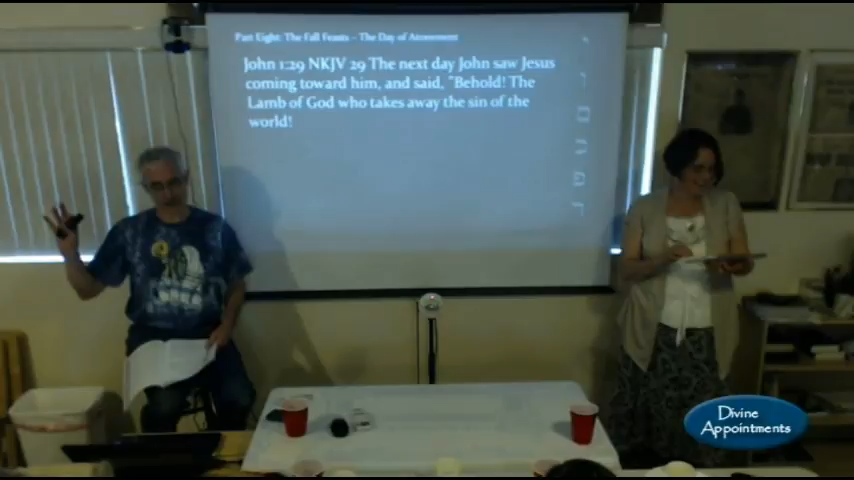 Part Eight: The Fall Feasts – The Day of Atonement
John 1:29 NKJV 29 The next day John saw Jesus
coming toward him, and said, "Behold! The
Lamb of God who takes away the sin of the
world!
Divine
Appointments